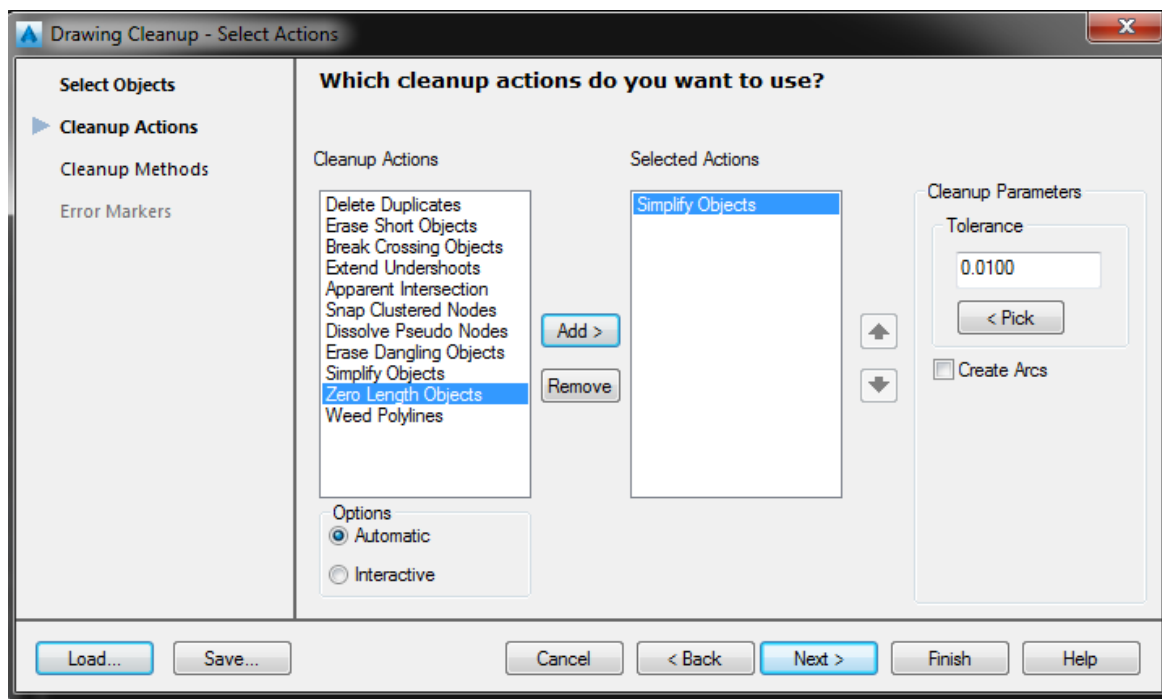 Drawing Cleanup - Select Actions
Select Objects
Cleanup Actions
Cleanup Methods
Error Markers
Which cleanup actions do you want to use?
Cleanup Actions
Delete Duplicates
Erase Short Objects
Break Crossing Objects
Extend Undershoots
Apparent Intersection
Snap Clustered Nodes
Dissolve Pseudo Nodes
Erase Dangling Objects
Simplify Objects
Zero Length Objects
Weed Polylines
Options
Automatic
Interactive
Add >
Remove
Selected Actions
Simplify Objects
Cleanup Parameters
Tolerance
0.0100
< Pick
Create Arcs
Load...
Save...
Cancel
< Back
Next >
Finish
Help